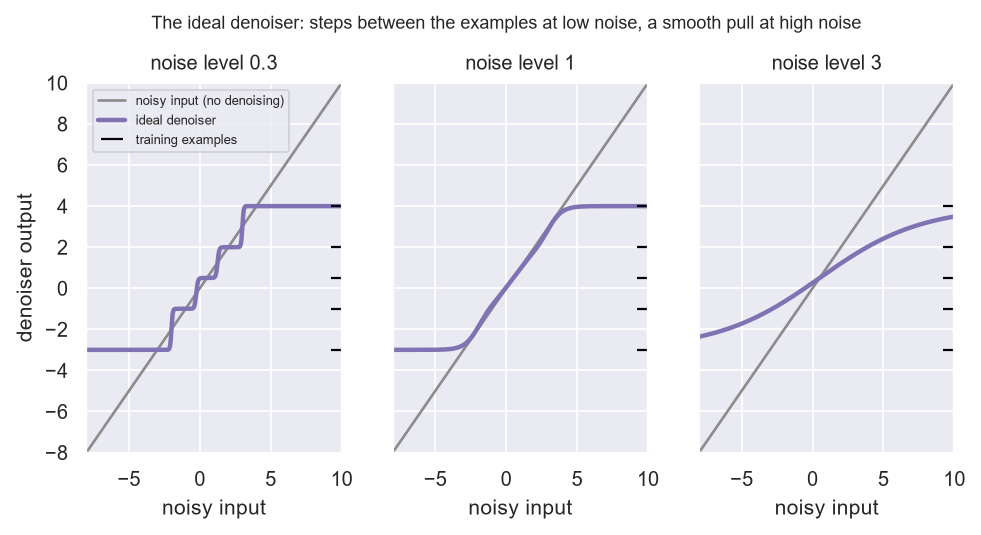 The ideal denoiser: steps between the examples at low noise, a smooth pull at high noise
noise level 0.3
noise level 1
noise level 3
denoiser output
10
8
6
4
2
0
−2
−4
−6
−8
noisy input (no denoising)
ideal denoiser
training examples
−5 0 5 10
−5 0 5 10
−5 0 5 10
noisy input
noisy input
noisy input